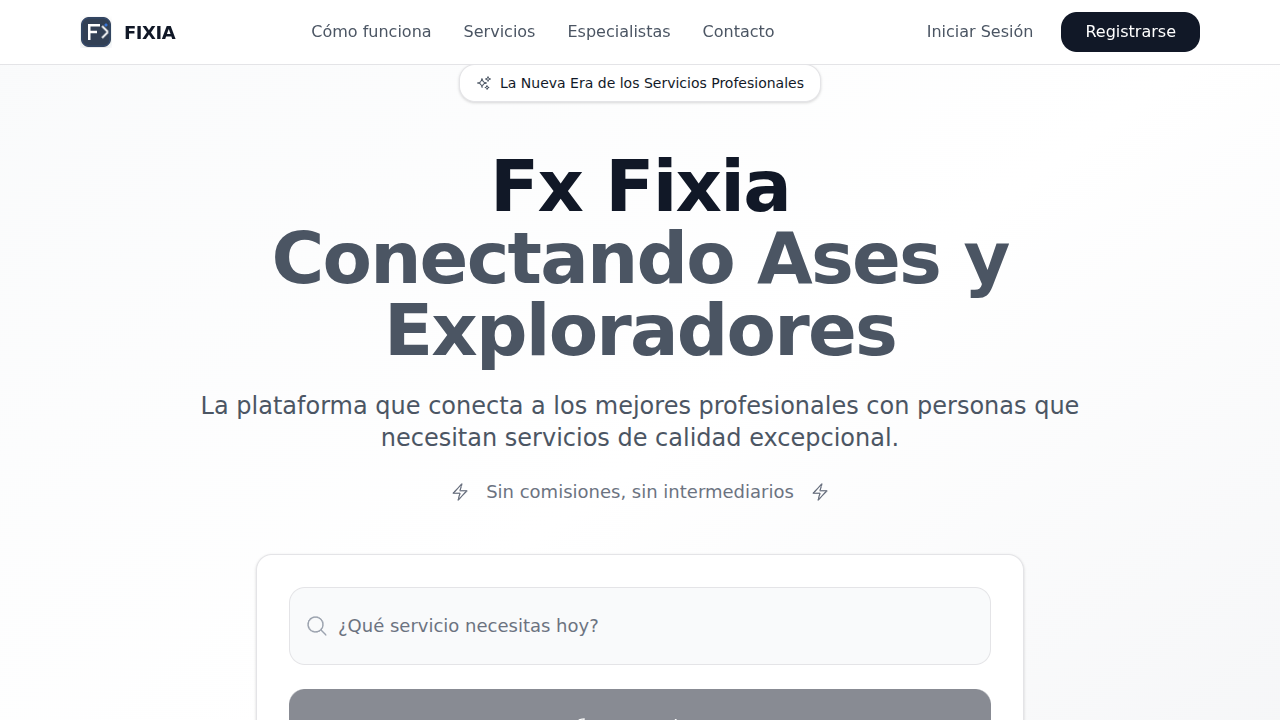 FIXIA
Cómo funciona
Servicios
Especialistas
Contacto
Iniciar Sesión
Registrarse
La Nueva Era de los Servicios Profesionales
Fx Fixia
Conectando Ases y
Exploradores
La plataforma que conecta a los mejores profesionales con personas que
necesitan servicios de calidad excepcional.
Sin comisiones, sin intermediarios
¿Qué servicio necesitas hoy?